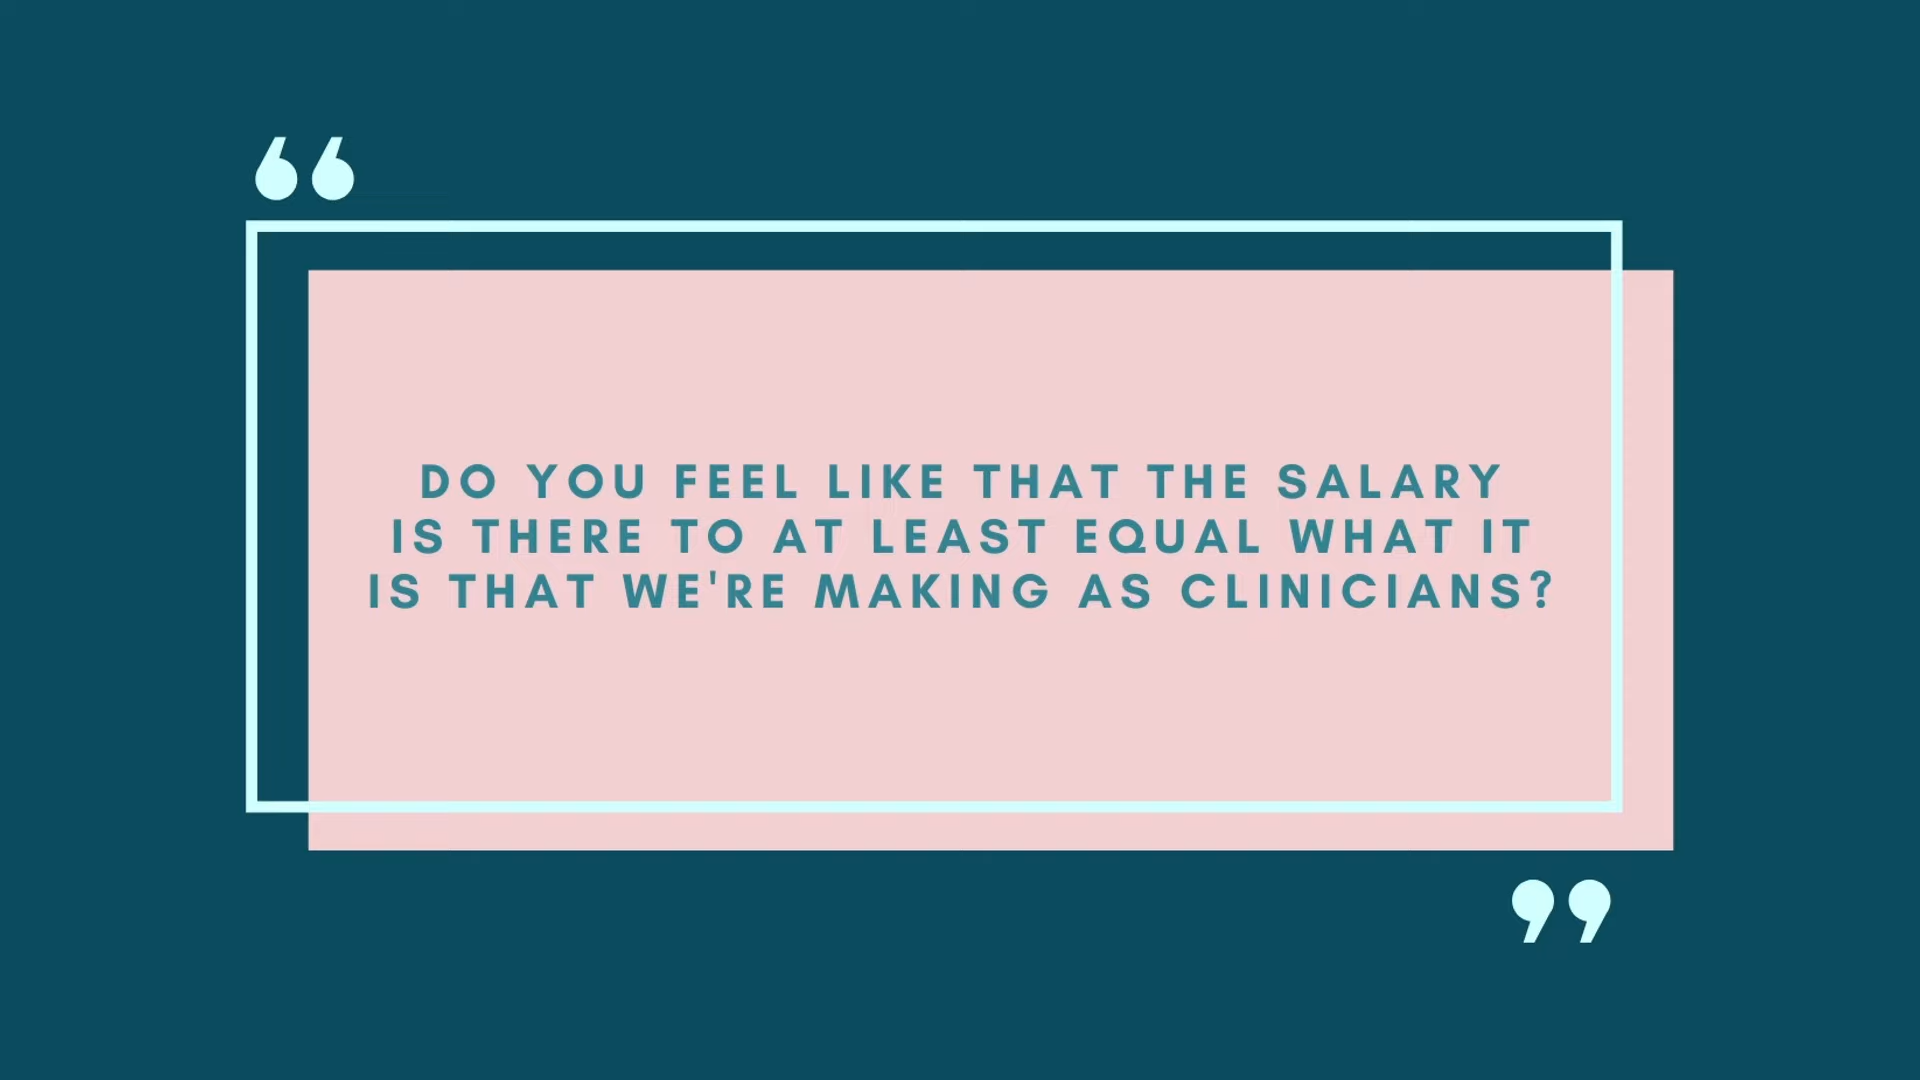 “
DO YOU FEEL LIKE THAT THE SALARY
IS THERE TO AT LEAST EQUAL WHAT IT
IS THAT WE'RE MAKING AS CLINICIANS?
”